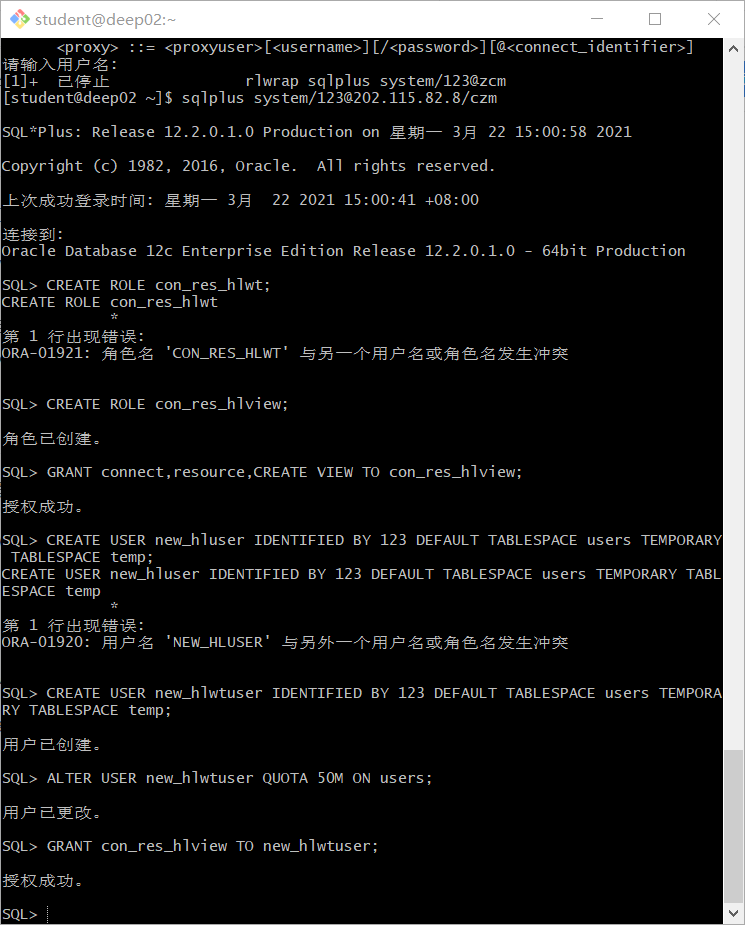 student@deep02:~
<proxy> ::= <proxyuser>[<username>][/<password>][@<connect_identifier>]
请输入用户名:
[1]+  已停止               rlwrap sqlplus system/123@zcm
[student@deep02 ~]$ sqlplus system/123@202.115.82.8/czm
SQL*Plus: Release 12.2.0.1.0 Production on 星期一 3月 22 15:00:58 2021
Copyright (c) 1982, 2016, Oracle.  All rights reserved.
上次成功登录时间: 星期一 3月  22 2021 15:00:41 +08:00
连接到:
Oracle Database 12c Enterprise Edition Release 12.2.0.1.0 - 64bit Production
SQL> CREATE ROLE con_res_hlwt;
CREATE ROLE con_res_hlwt
*
第 1 行出现错误:
ORA-01921: 角色名 'CON_RES_HLWT' 与另一个用户名或角色名发生冲突
SQL> CREATE ROLE con_res_hlview;
角色已创建。
SQL> GRANT connect,resource,CREATE VIEW TO con_res_hlview;
授权成功。
SQL> CREATE USER new_hluser IDENTIFIED BY 123 DEFAULT TABLESPACE users TEMPORARY
TABLESPACE temp;
CREATE USER new_hluser IDENTIFIED BY 123 DEFAULT TABLESPACE users TEMPORARY TABL
ESPACE temp
*
第 1 行出现错误:
ORA-01920: 用户名 'NEW_HLUSER' 与另外一个用户名或角色名发生冲突
SQL> CREATE USER new_hlwtuser IDENTIFIED BY 123 DEFAULT TABLESPACE users TEMPORA
RY TABLESPACE temp;
用户已创建。
SQL> ALTER USER new_hlwtuser QUOTA 50M ON users;
用户已更改。
SQL> GRANT con_res_hlview TO new_hlwtuser;
授权成功。
SQL>